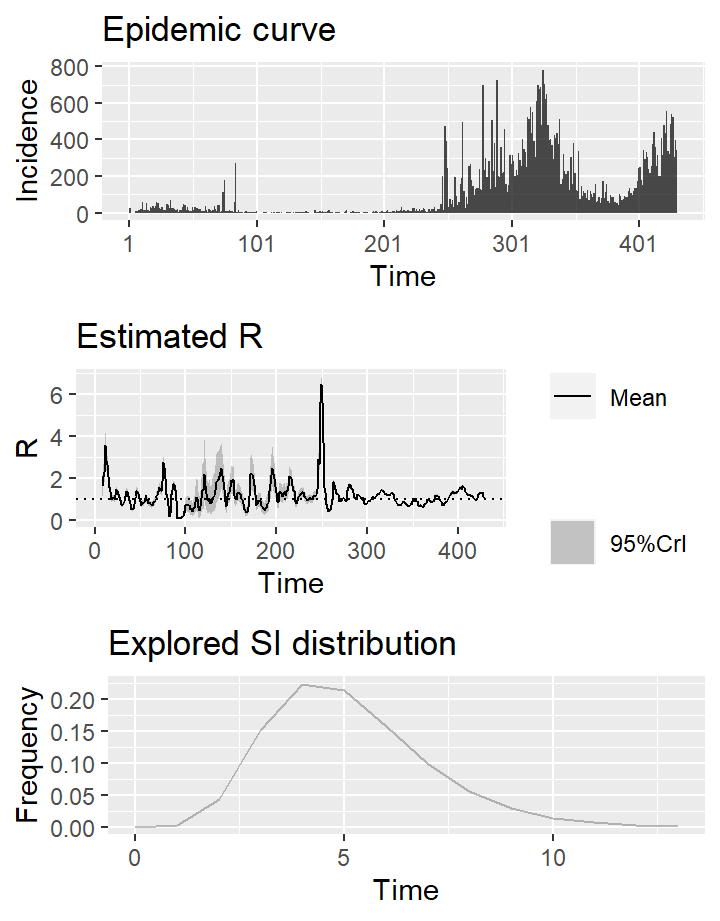 Epidemic curve
800
600
400
200
0
Incidence
1 101 201 301 401
Time
Estimated R
6
4
2
0
R
0 100 200 300 400
Time
Mean
95%CrI
Explored SI distribution
0.20
0.15
0.10
0.05
0.00
Frequency
0 5 10
Time